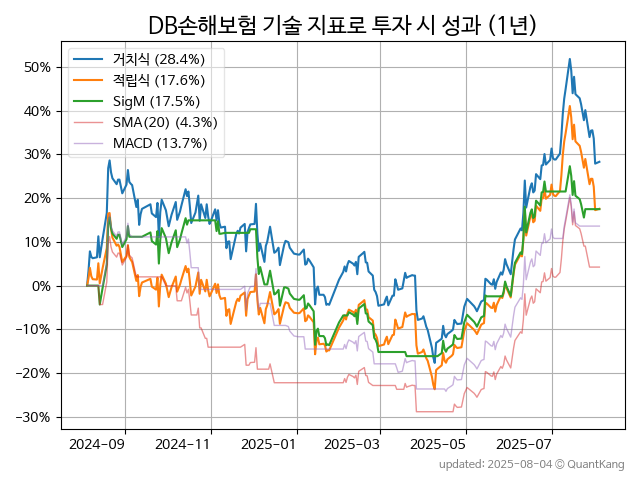 DB손해보험 기술 지표로 투자 시 성과 (1년)
거치식 (28.4%)
적립식 (17.6%)
SigM (17.5%)
SMA(20) (4.3%)
MACD (13.7%)
50%
40%
30%
20%
10%
0%
−10%
−20%
−30%
2024-09
2024-11
2025-01
2025-03
2025-05
2025-07
updated: 2025-08-04 © QuantKang